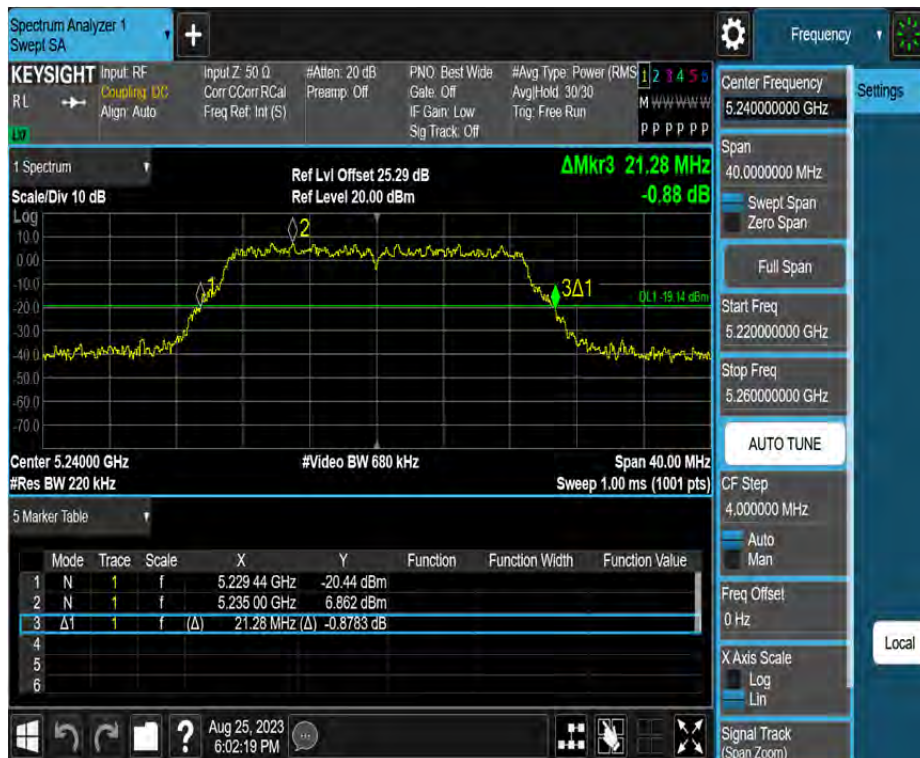 Spectrum Analyzer 1
Swept SA
+
Frequency
Settings
KEYSIGHT
RL
LXI
Input: RF
Coupling: DC
Align: Auto
Input Z: 50 Ω
Corr CCorr RCal
Freq Ref: Int (S)
#Atten: 20 dB
Preamp: Off
PNO: Best Wide
Gate: Off
IF Gain: Low
Sig Track: Off
#Avg Type: Power (RMS
Avg|Hold: 30/30
Trig: Free Run
1 2 3 4 5 6
M W W W W W
P P P P P P
1 Spectrum
Scale/Div 10 dB
Ref Lvl Offset 25.29 dB
Ref Level 20.00 dBm
ΔMkr3 21.28 MHz
-0.88 dB
Log
10.0
0.00
-10.0
-20.0
-30.0
-40.0
-50.0
-60.0
-70.0
1
2
3Δ1
DL1 -19.14 dBm
Center 5.24000 GHz
#Video BW 680 kHz
Span 40.00 MHz
#Res BW 220 kHz
Sweep 1.00 ms (1001 pts)
5 Marker Table
Mode Trace Scale X Y Function Function Width Function Value
1 N 1 f 5.229 44 GHz -20.44 dBm
2 N 1 f 5.235 00 GHz 6.862 dBm
3 Δ1 1 f (Δ) 21.28 MHz (Δ) -0.8783 dB
4
5
6
Center Frequency
5.240000000 GHz
Span
40.0000000 MHz
Swept Span
Zero Span
Full Span
Start Freq
5.220000000 GHz
Stop Freq
5.260000000 GHz
AUTO TUNE
CF Step
4.000000 MHz
Auto
Man
Freq Offset
0 Hz
X Axis Scale
Log
Lin
Signal Track
(Span Zoom)
Local
?
Aug 25, 2023
6:02:19 PM